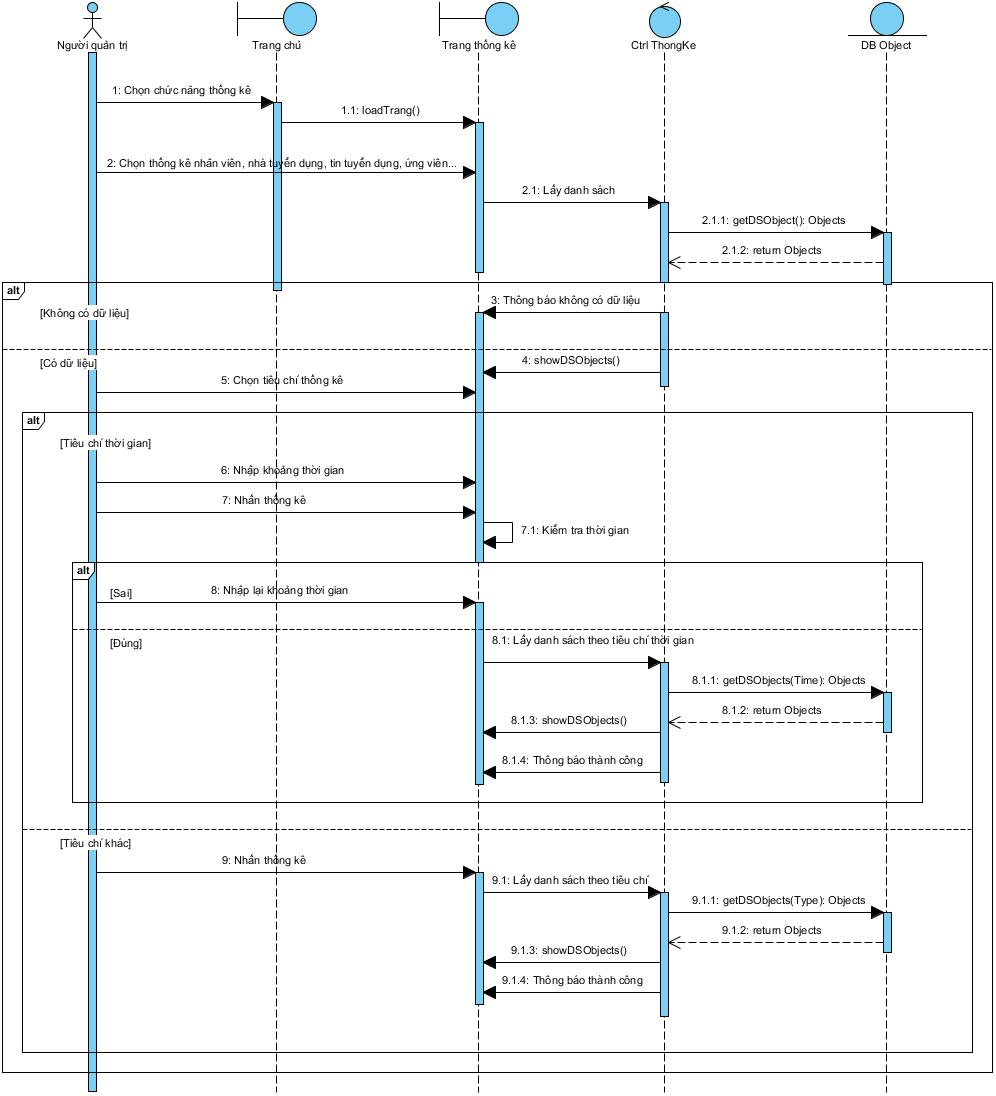 Người quản trị
Trang chủ
Trang thống kê
Ctrl ThongKe
DB Object
1: Chọn chức năng thống kê
1.1: loadTrang()
2: Chọn thống kê nhân viên, nhà tuyển dụng, tin tuyển dụng, ứng viên...
2.1: Lấy danh sách
2.1.1: getDSObject(): Objects
2.1.2: return Objects
alt
[Không có dữ liệu]
3: Thông báo không có dữ liệu
[Có dữ liệu]
4: showDSObjects()
5: Chọn tiêu chí thống kê
alt
[Tiêu chí thời gian]
6: Nhập khoảng thời gian
7: Nhấn thống kê
7.1: Kiểm tra thời gian
alt
[Sai]
8: Nhập lại khoảng thời gian
[Đúng]
8.1: Lấy danh sách theo tiêu chí thời gian
8.1.1: getDSObjects(Time): Objects
8.1.2: return Objects
8.1.3: showDSObjects()
8.1.4: Thông báo thành công
[Tiêu chí khác]
9: Nhấn thống kê
9.1: Lấy danh sách theo tiêu chí
9.1.1: getDSObjects(Type): Objects
9.1.2: return Objects
9.1.3: showDSObjects()
9.1.4: Thông báo thành công